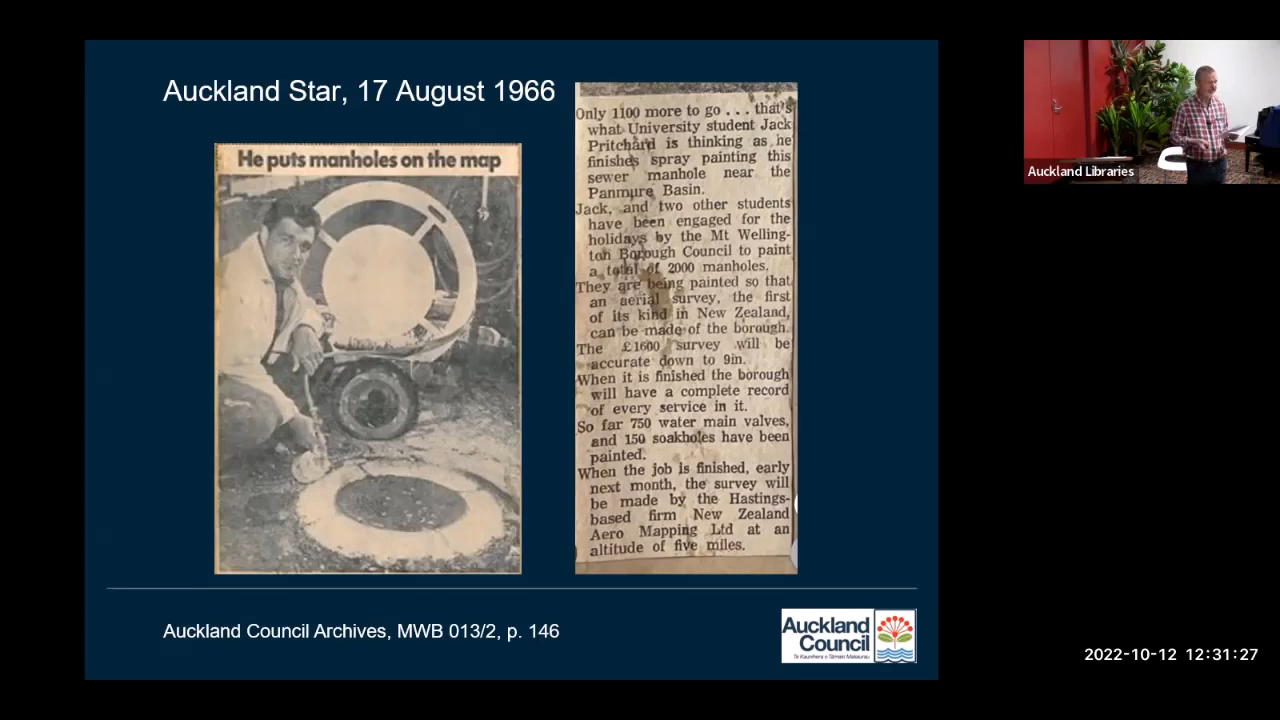 Auckland Star, 17 August 1966
He puts manholes on the map
Only 1100 more to go . . . that's
what University student Jack
Pritchard is thinking as he
finishes spray painting this
sewer manhole near the
Panmure Basin.
Jack, and two other students
have been engaged for the
holidays by the Mt Welling-
ton Borough Council to paint
a total of 2000 manholes.
They are being painted so that
an aerial survey, the first
of its kind in New Zealand,
can be made of the borough.
The £1600 survey will be
accurate down to 9in.
When it is finished the borough
will have a complete record
of every service in it.
So far 750 water main valves,
and 150 soakholes have been
painted.
When the job is finished, early
next month, the survey will
be made by the Hastings-
based firm New Zealand
Aero Mapping Ltd at an
altitude of five miles.
Auckland Council Archives, MWB 013/2, p. 146
Auckland
Council
Te Kaunihera o Tāmaki Makaurau
Auckland Libraries
2022-10-12 12:31:27